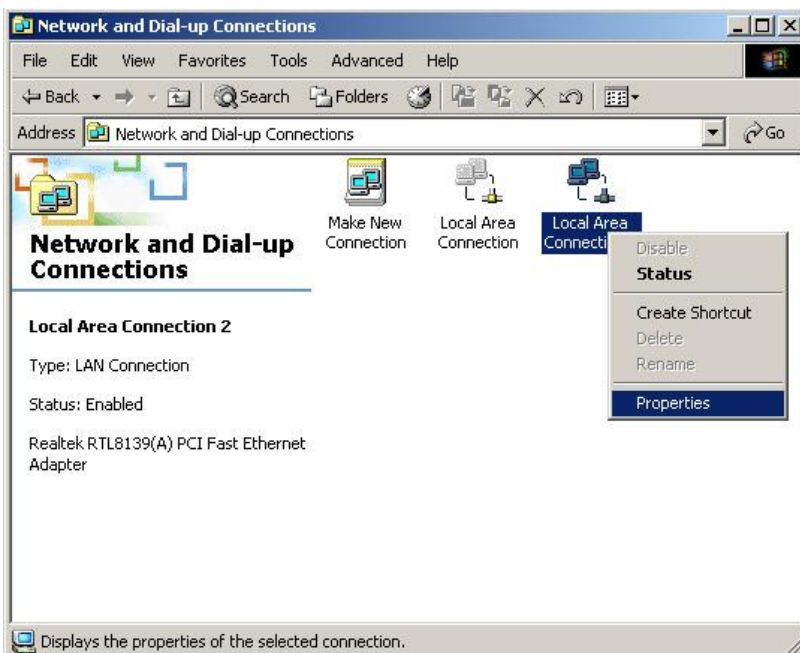 Network and Dial-up Connections
File Edit View Favorites Tools Advanced Help
Back Search Folders
Address Network and Dial-up Connections Go
Network and Dial-up
Connections
Local Area Connection 2
Type: LAN Connection
Status: Enabled
Realtek RTL8139(A) PCI Fast Ethernet
Adapter
Make New
Connection
Local Area
Connection
Local Area
Disable
Status
Create Shortcut
Delete
Rename
Properties
Displays the properties of the selected connection.